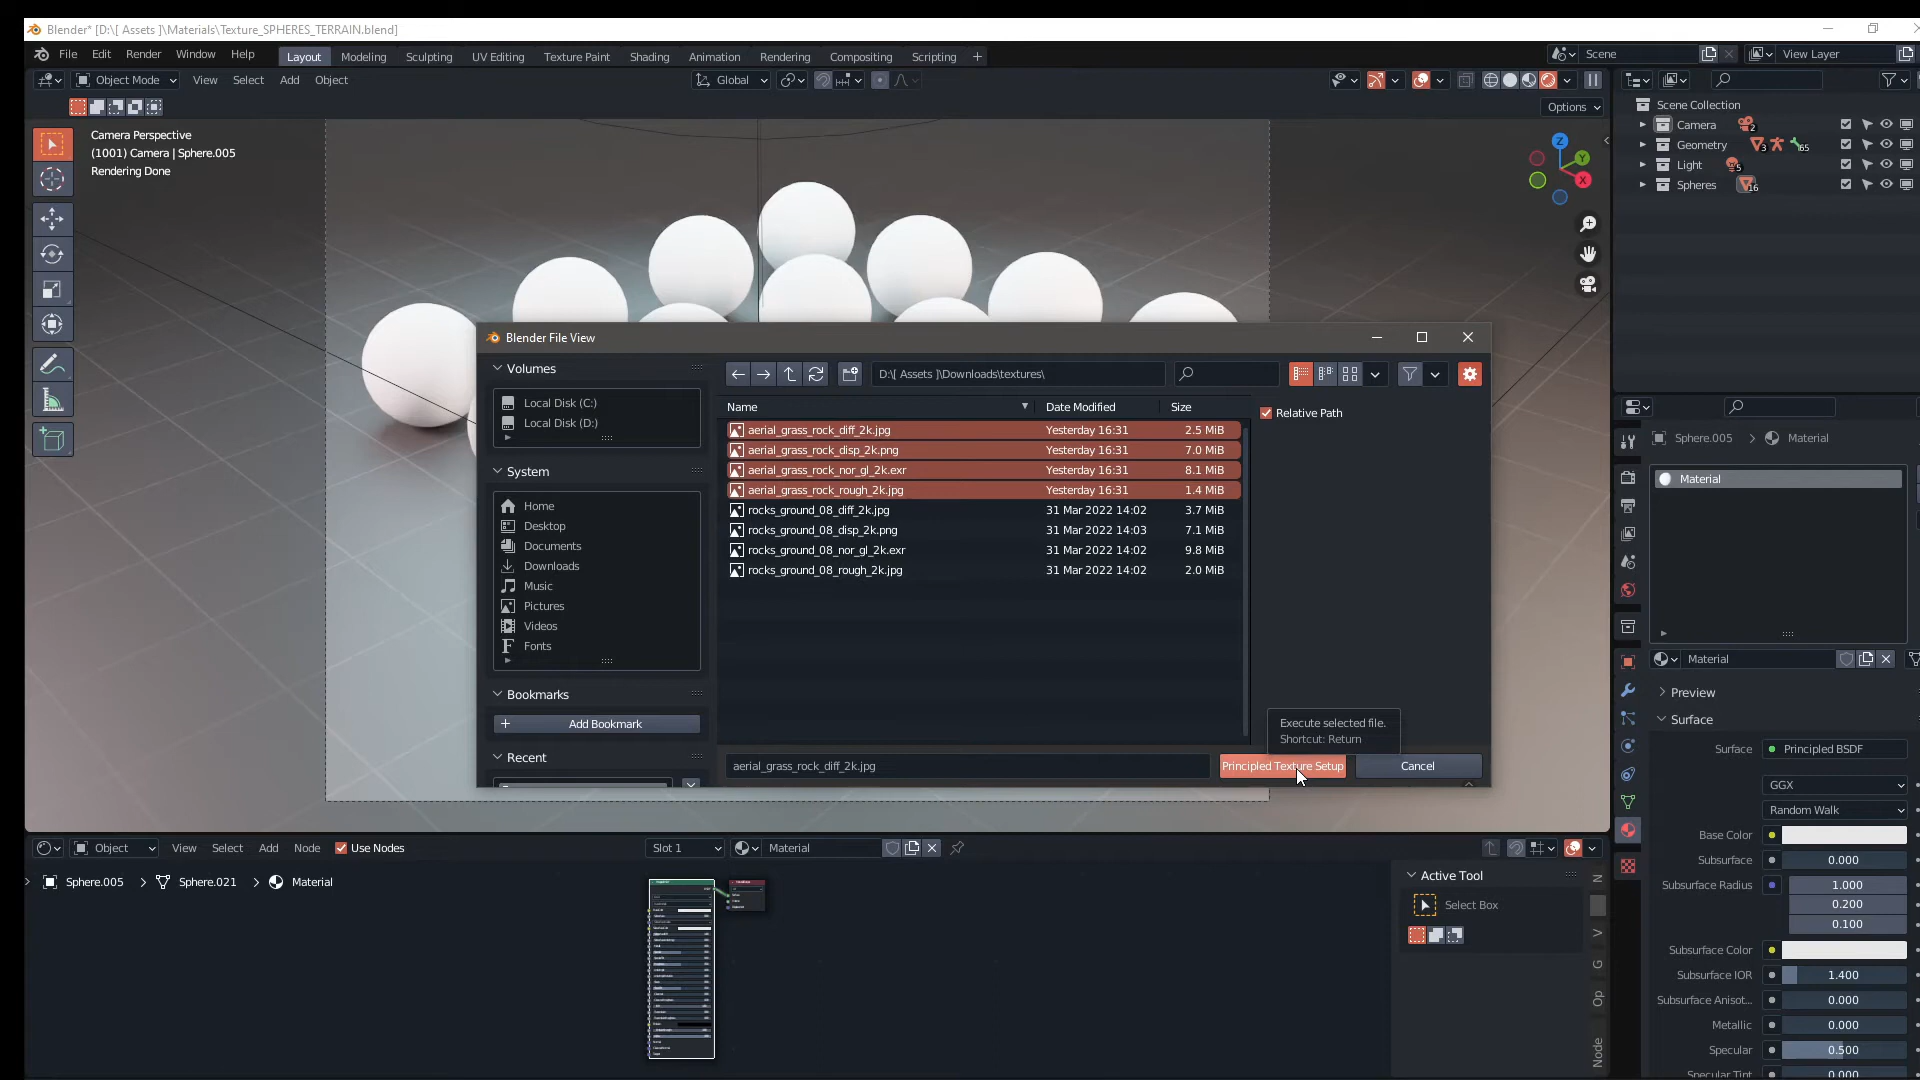 Blender* [D:\[ Assets ]\Materials\Texture_SPHERES_TERRAIN.blend]
File Edit Render Window Help Layout Modeling Sculpting UV Editing Texture Paint Shading Animation Rendering Compositing Scripting + Scene View Layer
Object Mode View Select Add Object Global
Options
Camera Perspective
(1001) Camera | Sphere.005
Rendering Done
Z
Y
X
Scene Collection
Camera 2
Geometry 3 65
Light 5
Spheres 16
Blender File View
Volumes
Local Disk (C:)
Local Disk (D:)
System
Home
Desktop
Documents
Downloads
Music
Pictures
Videos
Fonts
Bookmarks
Add Bookmark
Recent
D:\[ Assets ]\Downloads\textures\
Name Date Modified Size
aerial_grass_rock_diff_2k.jpg Yesterday 16:31 2.5 MiB
aerial_grass_rock_disp_2k.png Yesterday 16:31 7.0 MiB
aerial_grass_rock_nor_gl_2k.exr Yesterday 16:31 8.1 MiB
aerial_grass_rock_rough_2k.jpg Yesterday 16:31 1.4 MiB
rocks_ground_08_diff_2k.jpg 31 Mar 2022 14:02 3.7 MiB
rocks_ground_08_disp_2k.png 31 Mar 2022 14:03 7.1 MiB
rocks_ground_08_nor_gl_2k.exr 31 Mar 2022 14:02 9.8 MiB
rocks_ground_08_rough_2k.jpg 31 Mar 2022 14:02 2.0 MiB
Relative Path
Execute selected file.
Shortcut: Return
aerial_grass_rock_diff_2k.jpg Principled Texture Setup Cancel
Sphere.005 > Material
Material
Material
Preview
Surface
Surface Principled BSDF
GGX
Random Walk
Base Color
Subsurface 0.000
Subsurface Radius 1.000
0.200
0.100
Subsurface Color
Subsurface IOR 1.400
Subsurface Anisot... 0.000
Metallic 0.000
Specular 0.500
Specular Tint 0.000
Object View Select Add Node Use Nodes Slot 1 Material
Sphere.005 > Sphere.021 > Material
Active Tool
Select Box
N
V
G
Op
Node